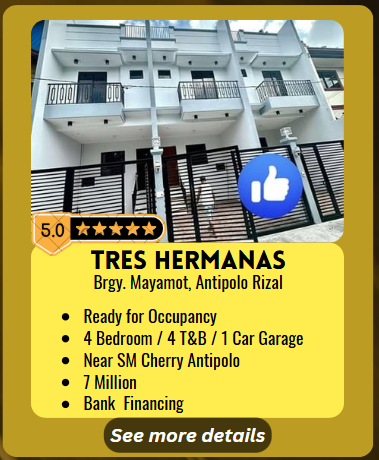 5.0
TRES HERMANAS
Brgy. Mayamot, Antipolo Rizal
Ready for Occupancy
4 Bedroom / 4 T&B / 1 Car Garage
Near SM Cherry Antipolo
7 Million
Bank Financing
See more details